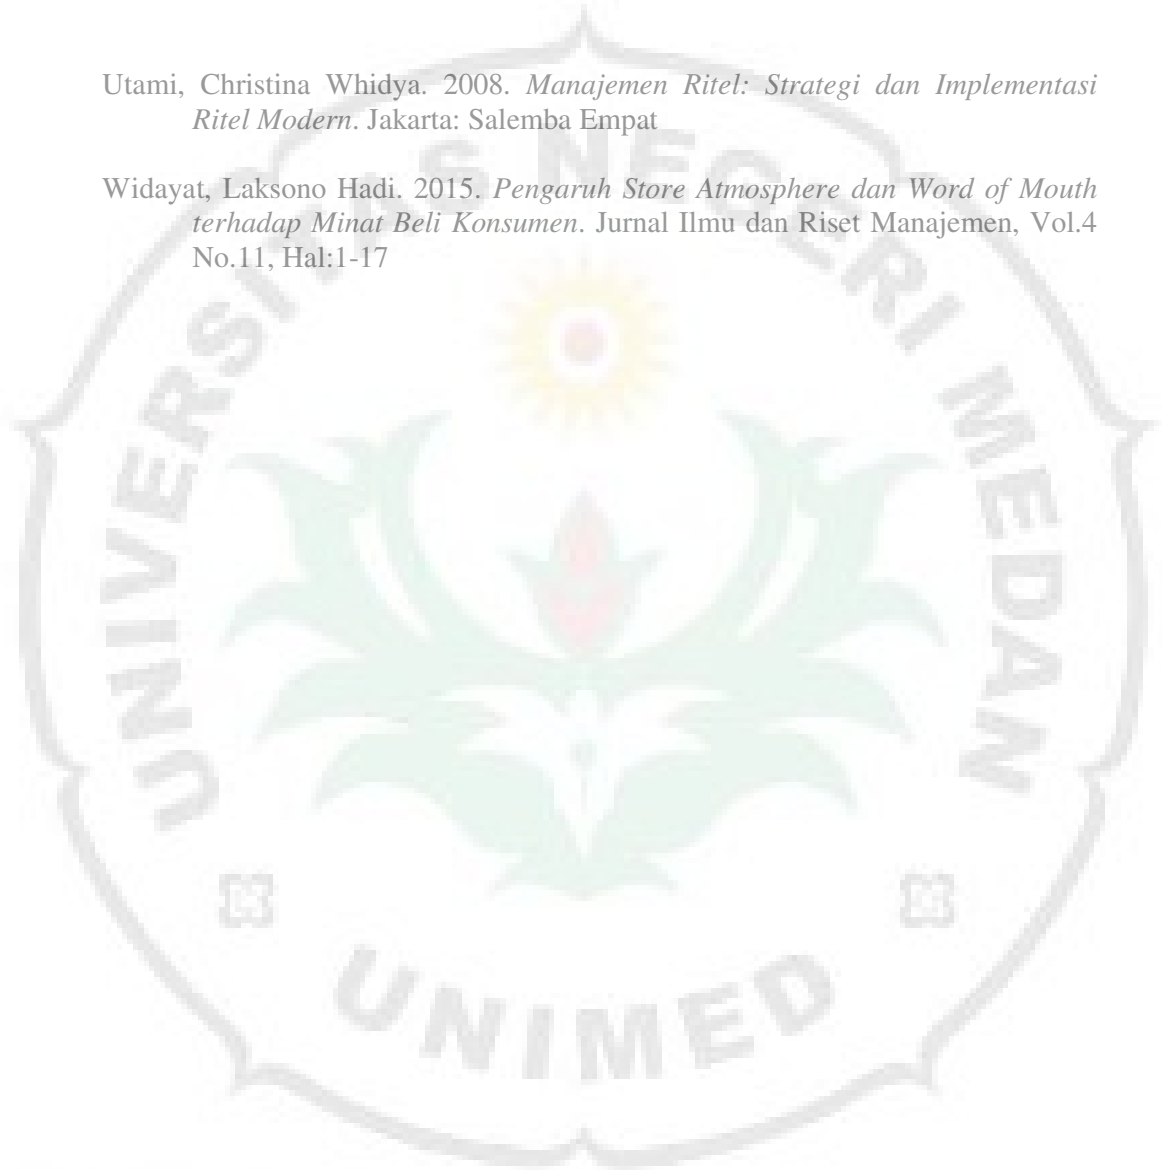 Utami, Christina Whidya. 2008. Manajemen Ritel: Strategi dan Implementasi
Ritel Modern. Jakarta: Salemba Empat
Widayat, Laksono Hadi. 2015. Pengaruh Store Atmosphere dan Word of Mouth
terhadap Minat Beli Konsumen. Jurnal Ilmu dan Riset Manajemen, Vol.4
No.11, Hal:1-17
UNIVERSITAS NEGERI MEDAN
UNIMED